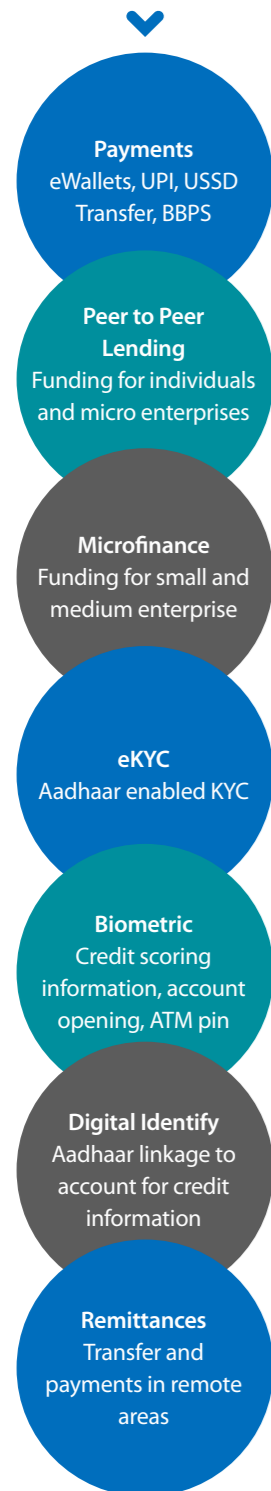 Payments
eWallets, UPI, USSD
Transfer, BBPS
Peer to Peer
Lending
Funding for individuals
and micro enterprises
Microfinance
Funding for small and
medium enterprise
eKYC
Aadhaar enabled KYC
Biometric
Credit scoring
information, account
opening, ATM pin
Digital Identify
Aadhaar linkage to
account for credit
information
Remittances
Transfer and
payments in remote
areas